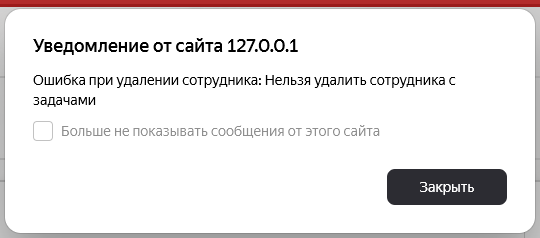 Уведомление от сайта 127.0.0.1
Ошибка при удалении сотрудника: Нельзя удалить сотрудника с
задачами
Больше не показывать сообщения от этого сайта
Закрыть